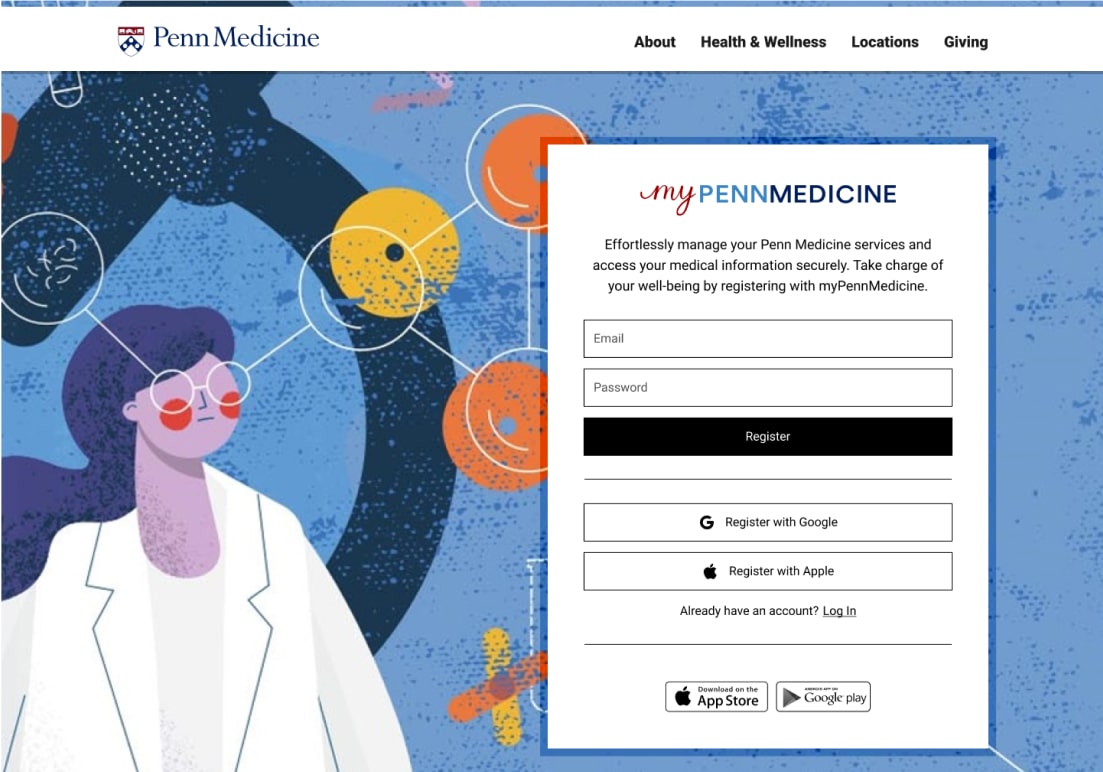 Penn Medicine
About Health & Wellness Locations Giving
my PENNMEDICINE
Effortlessly manage your Penn Medicine services and
access your medical information securely. Take charge of
your well-being by registering with myPennMedicine.
Email
Password
Register
Register with Google
Register with Apple
Already have an account? Log In
Download on the
App Store
ANDROID APP ON
Google play